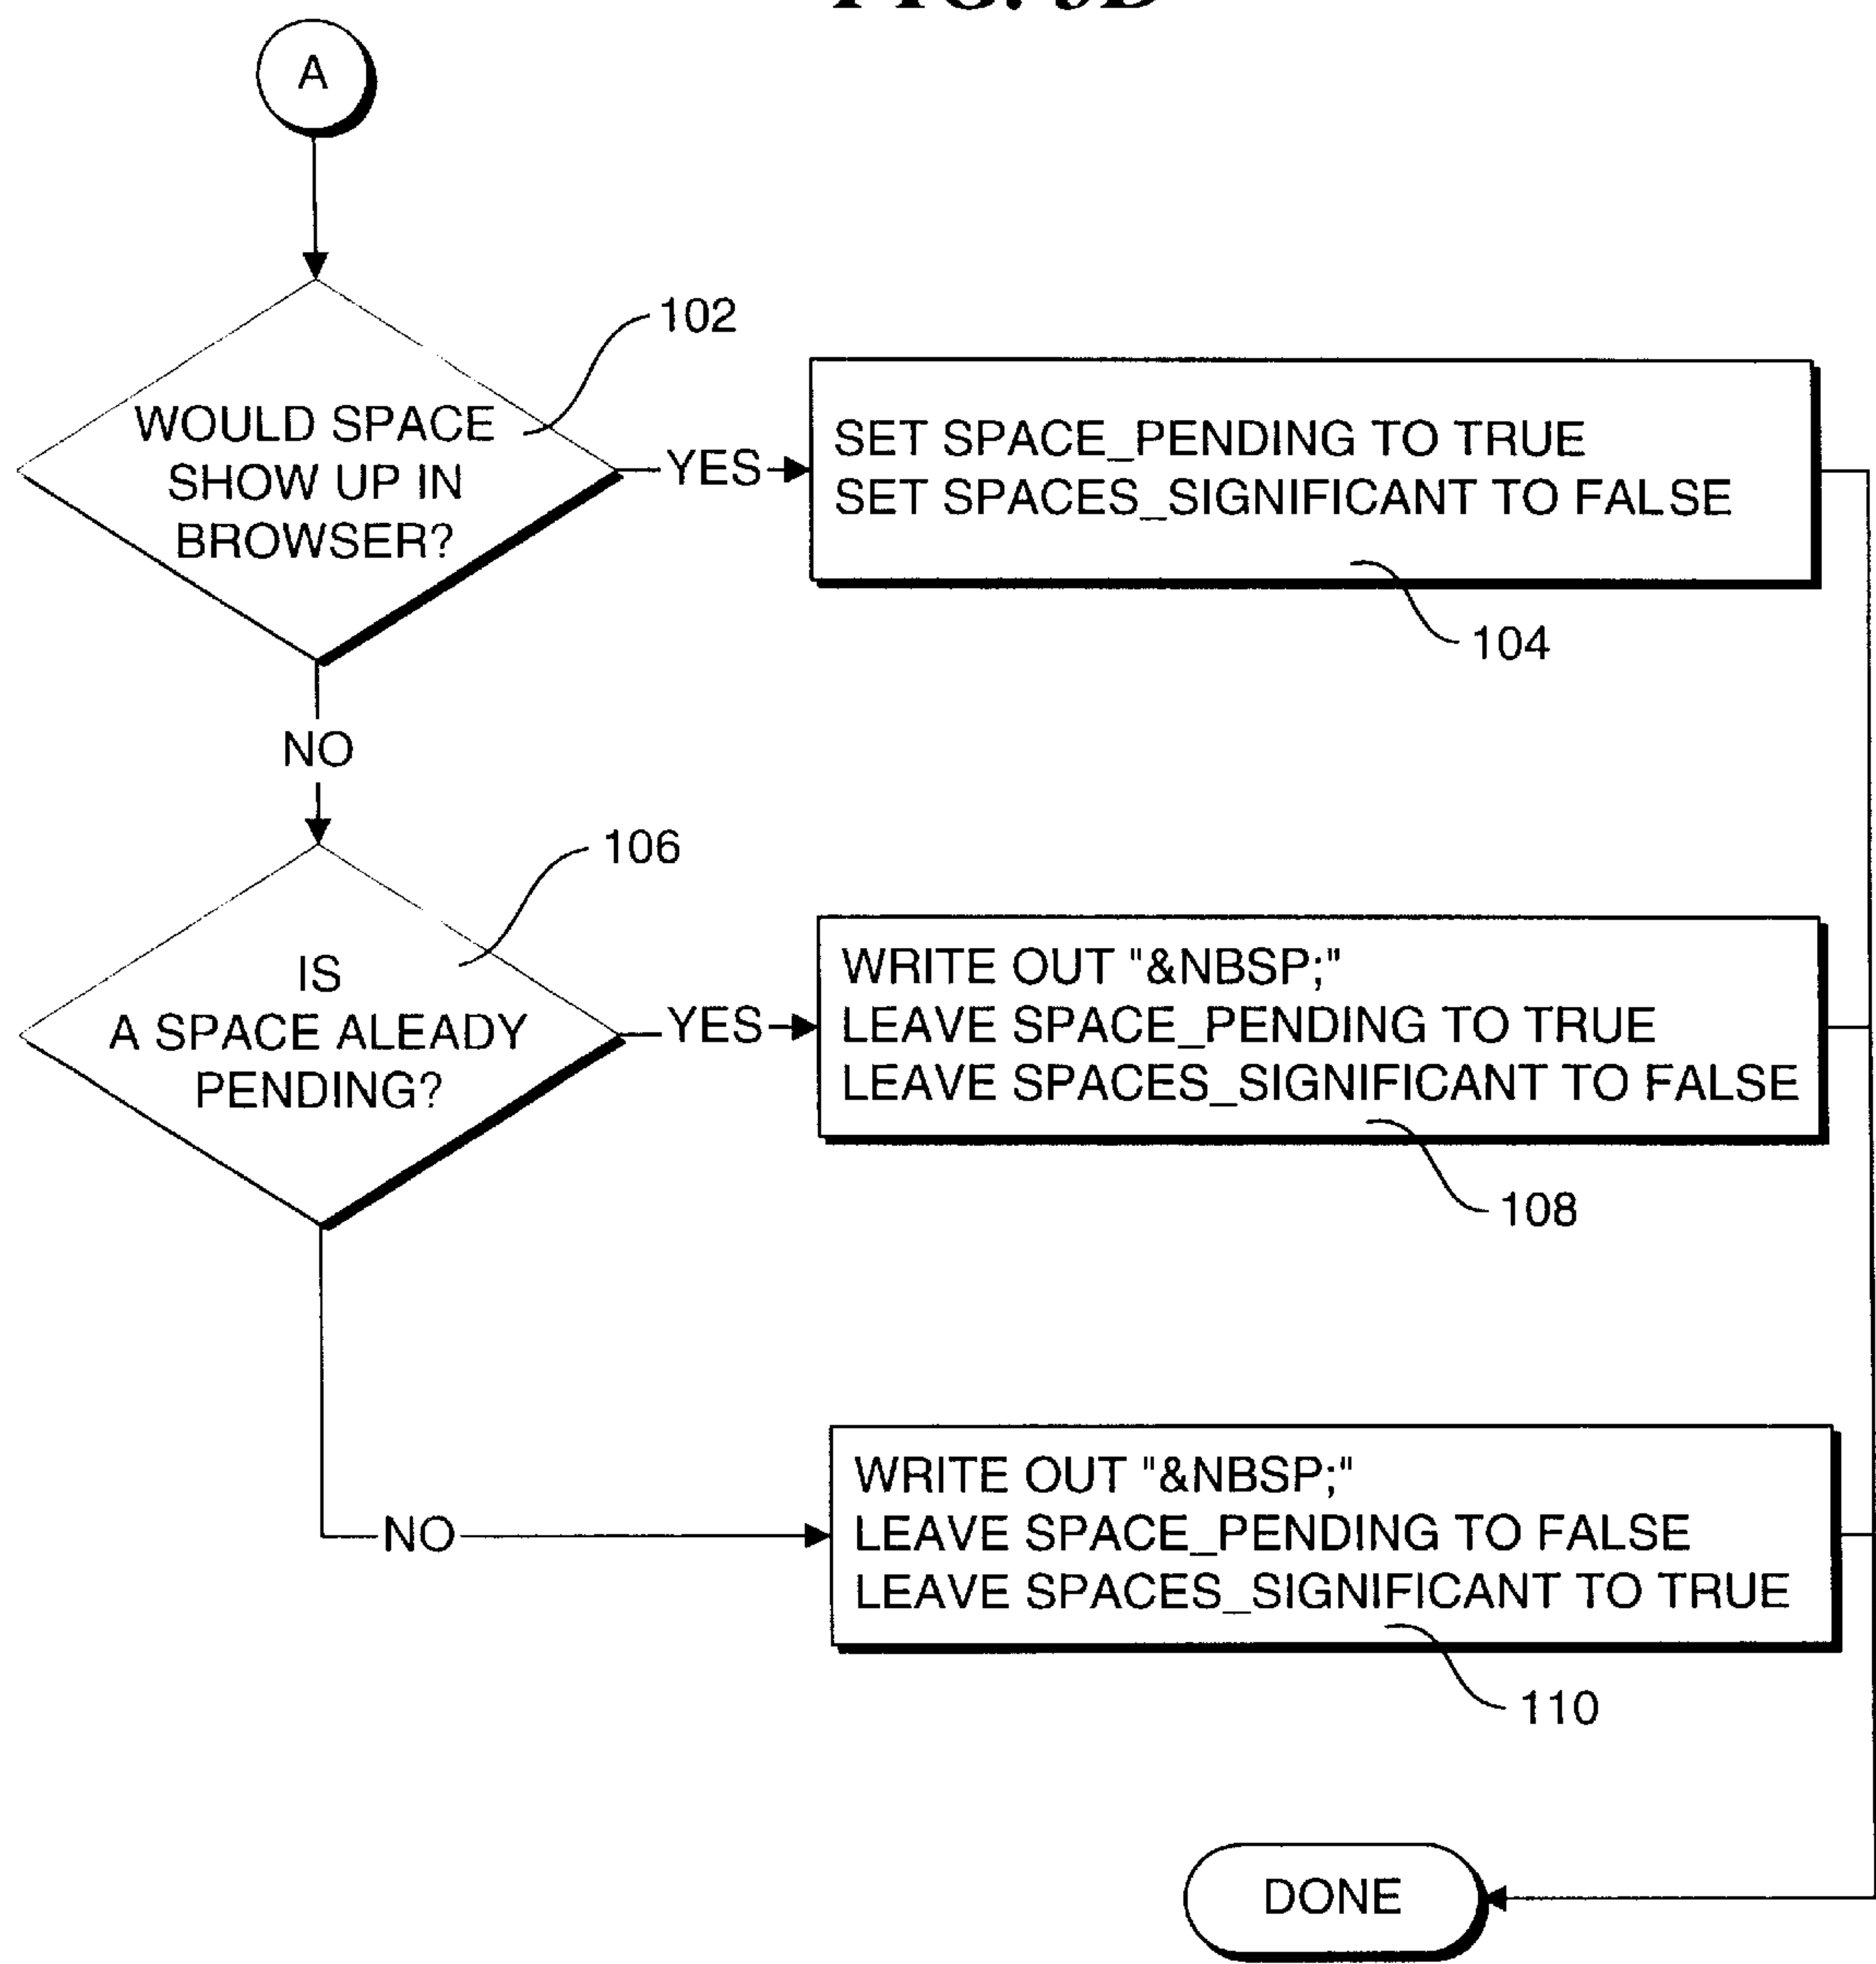 A
102
WOULD SPACE
SHOW UP IN
BROWSER?
YES
SET SPACE_PENDING TO TRUE
SET SPACES_SIGNIFICANT TO FALSE
104
NO
106
IS
A SPACE ALEADY
PENDING?
YES
WRITE OUT "&NBSP;"
LEAVE SPACE_PENDING TO TRUE
LEAVE SPACES_SIGNIFICANT TO FALSE
108
NO
WRITE OUT "&NBSP;"
LEAVE SPACE_PENDING TO FALSE
LEAVE SPACES_SIGNIFICANT TO TRUE
110
DONE